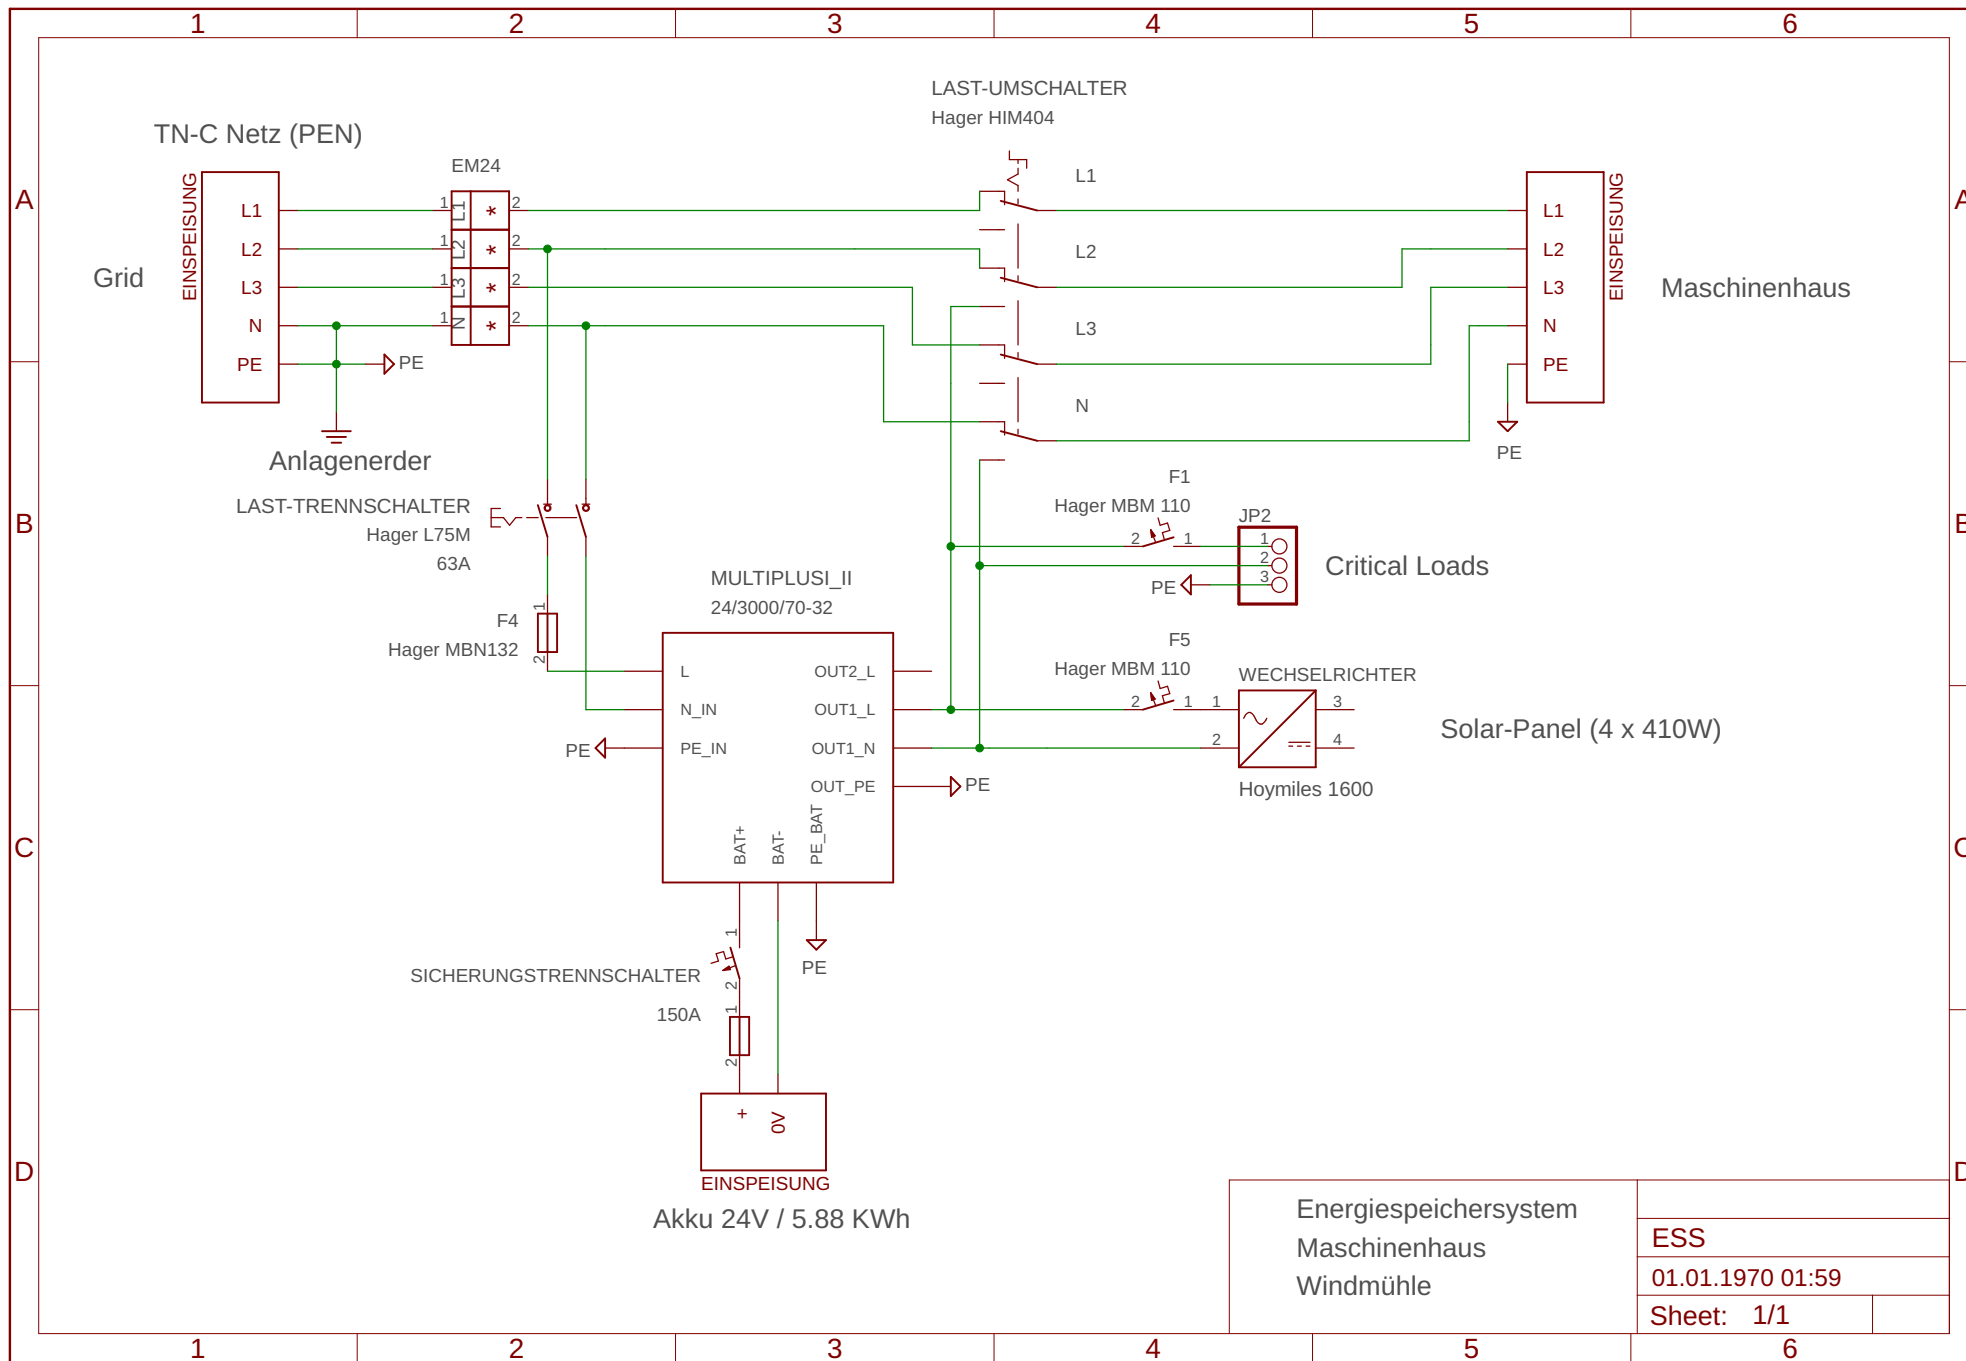 1 2 3 4 5 6
A A
B B
C C
D D
TN-C Netz (PEN)
Grid
EINSPEISUNG
L1
L2
L3
N
PE
PE
Anlagenerder
EM24
1 L1 * 2
1 L2 * 2
1 L3 * 2
1 N * 2
LAST-UMSCHALTER
Hager HIM404
L1
L2
L3
N
EINSPEISUNG
L1
L2
L3
N
PE
PE
Maschinenhaus
LAST-TRENNSCHALTER
Hager L75M
63A
F4
Hager MBN132
1
2
MULTIPLUSI_II
24/3000/70-32
L
N_IN
PE_IN
PE
OUT2_L
OUT1_L
OUT1_N
OUT_PE
PE
BAT+
BAT-
PE_BAT
PE
F1
Hager MBM 110
2 1
JP2
1
2
3
PE
Critical Loads
F5
Hager MBM 110
2 1
WECHSELRICHTER
1 3
2 4
Hoymiles 1600
Solar-Panel (4 x 410W)
SICHERUNGSTRENNSCHALTER
1
2
150A
1
2
+
0V
EINSPEISUNG
Akku 24V / 5.88 KWh
Energiespeichersystem
Maschinenhaus
Windmühle
ESS
01.01.1970 01:59
Sheet: 1/1
1 2 3 4 5 6